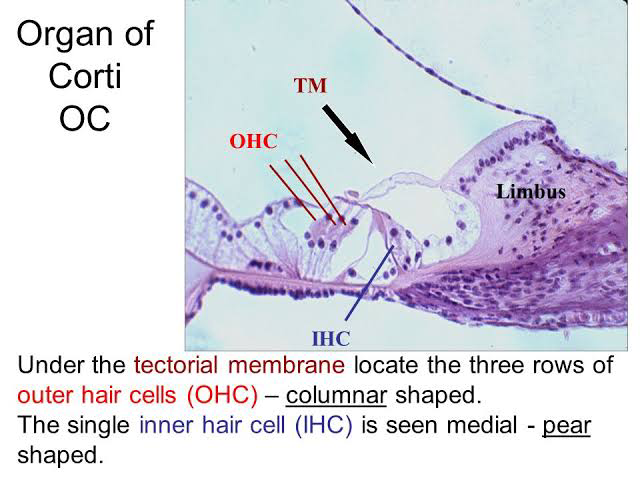 Organ of
Corti
OC
TM
OHC
Limbus
IHC
Under the tectorial membrane locate the three rows of
outer hair cells (OHC) – columnar shaped.
The single inner hair cell (IHC) is seen medial - pear
shaped.